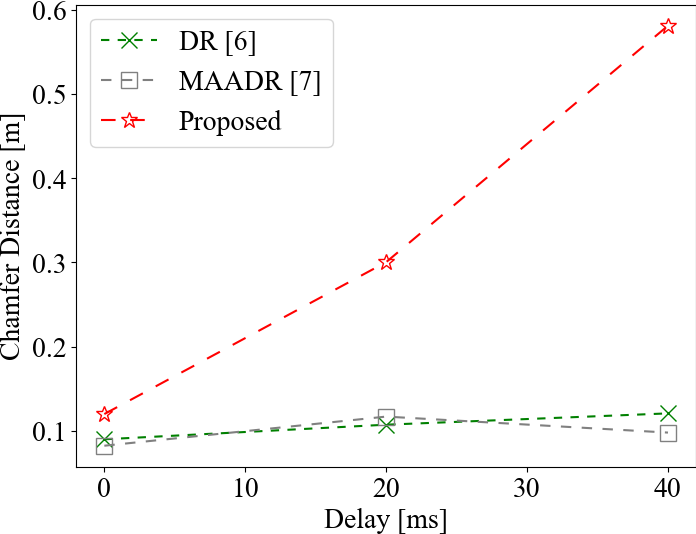 0.6
0.5
0.4
0.3
0.2
0.1
Chamfer Distance [m]
DR [6]
MAADR [7]
Proposed
0 10 20 30 40
Delay [ms]